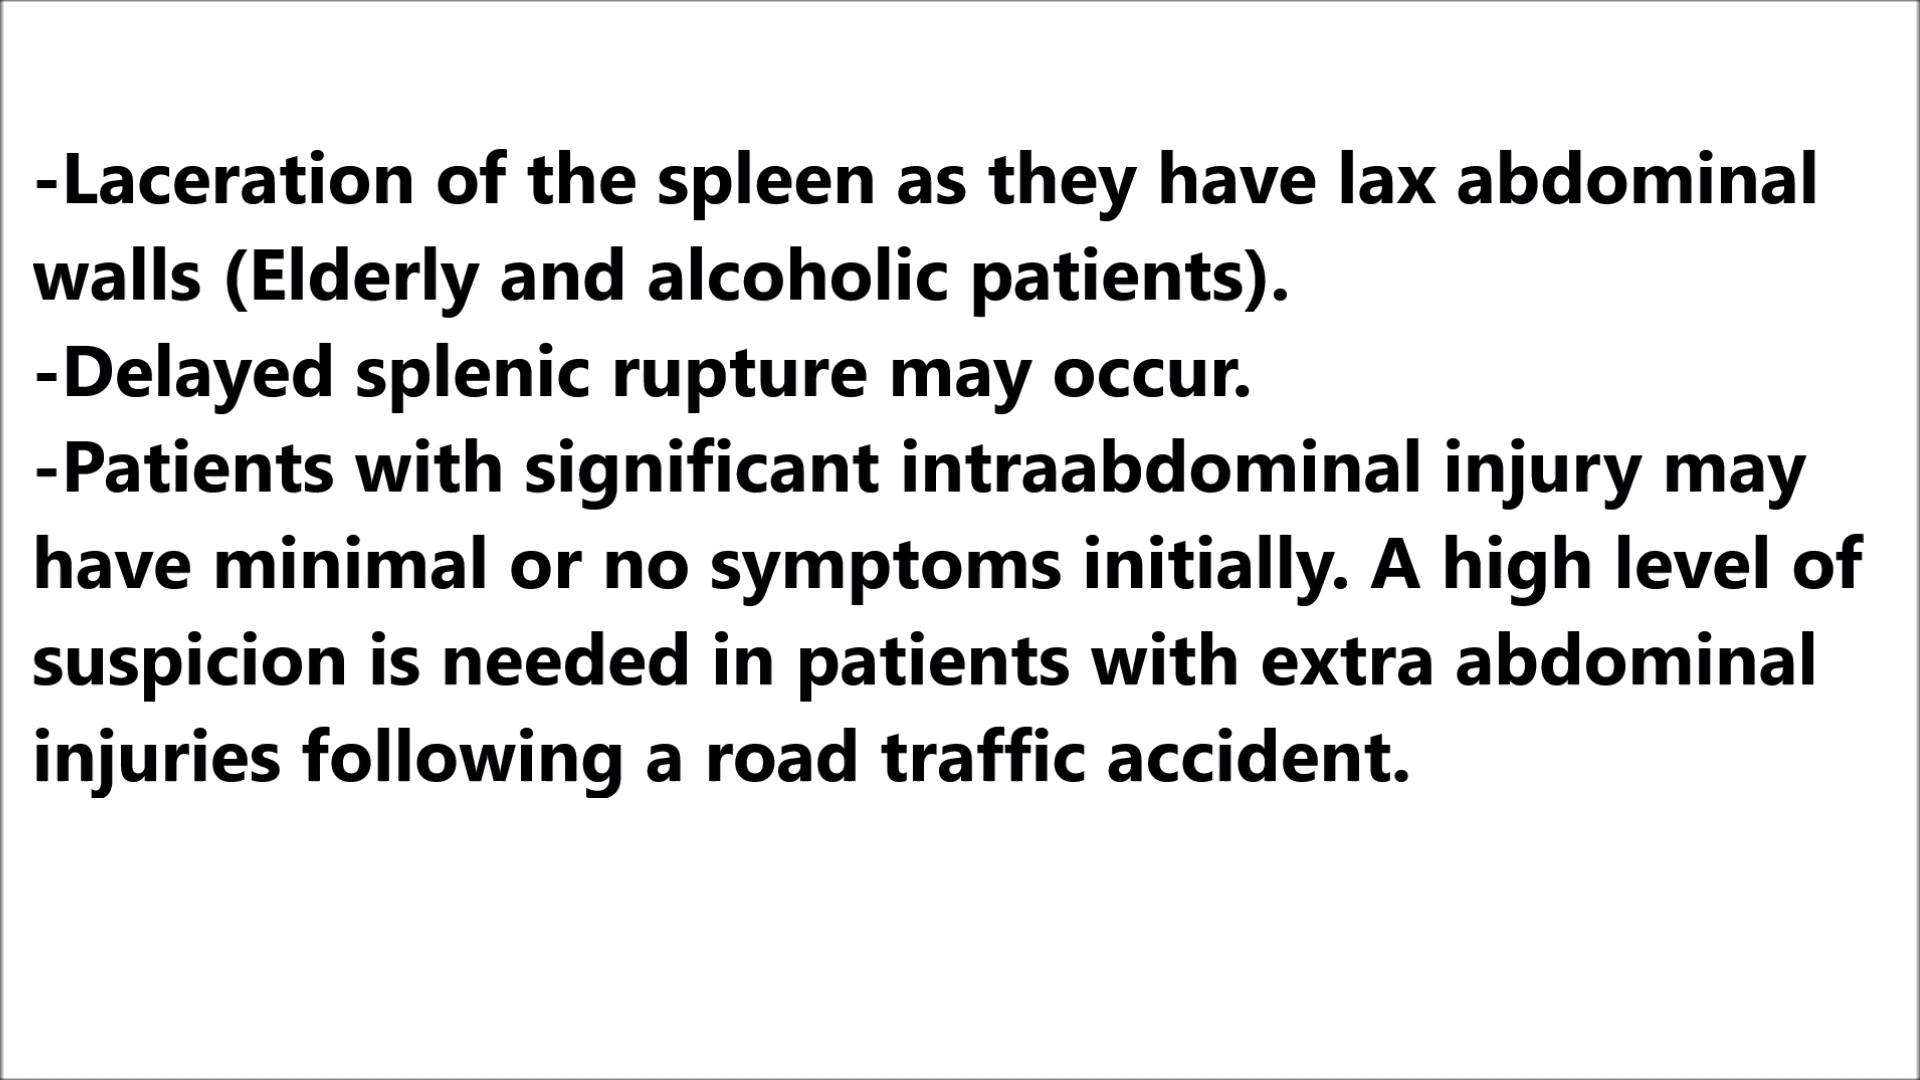 -Laceration of the spleen as they have lax abdominal
walls (Elderly and alcoholic patients).
-Delayed splenic rupture may occur.
-Patients with significant intraabdominal injury may
have minimal or no symptoms initially. A high level of
suspicion is needed in patients with extra abdominal
injuries following a road traffic accident.